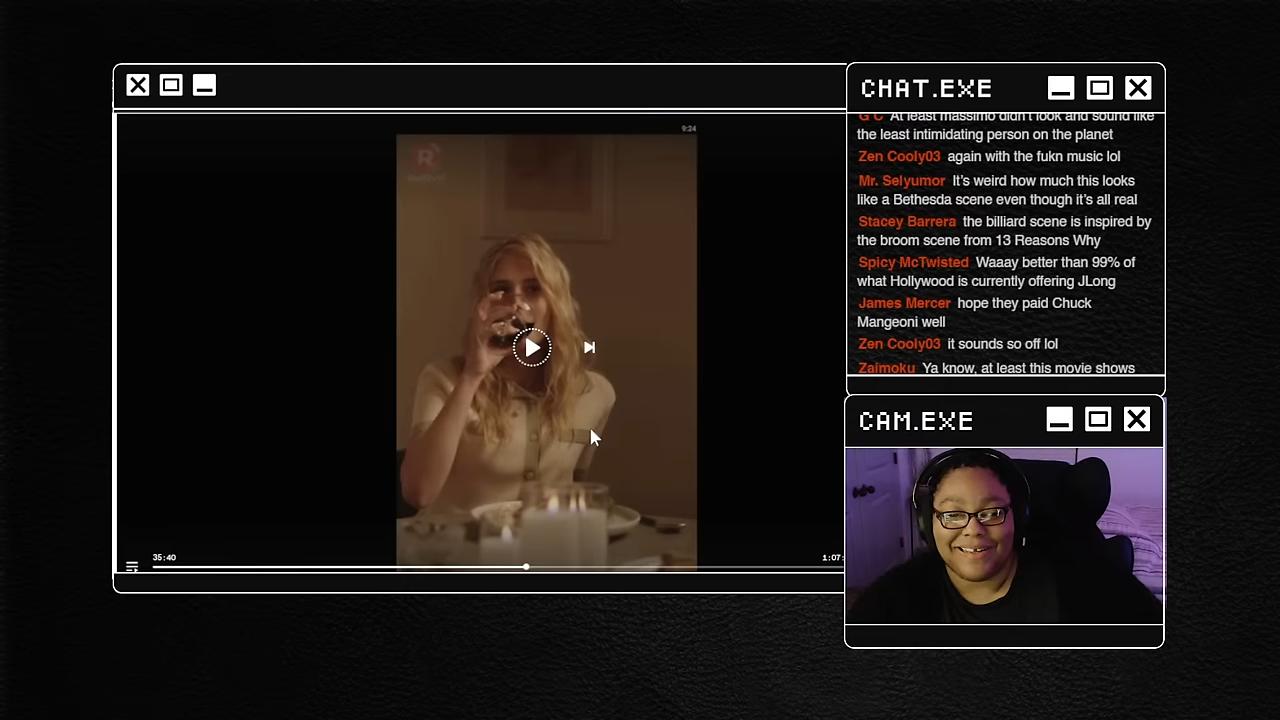 CHAT.EXE
G C At least massimo didn't look and sound like
the least intimidating person on the planet
Zen Cooly03 again with the fukn music lol
Mr. Selyumor It's weird how much this looks
like a Bethesda scene even though it's all real
Stacey Barrera the billiard scene is inspired by
the broom scene from 13 Reasons Why
Spicy McTwisted Waaay better than 99% of
what Hollywood is currently offering JLong
James Mercer hope they paid Chuck
Mangeoni well
Zen Cooly03 it sounds so off lol
Zaimoku Ya know, at least this movie shows
9:24
R
35:40
1:07:
CAM.EXE